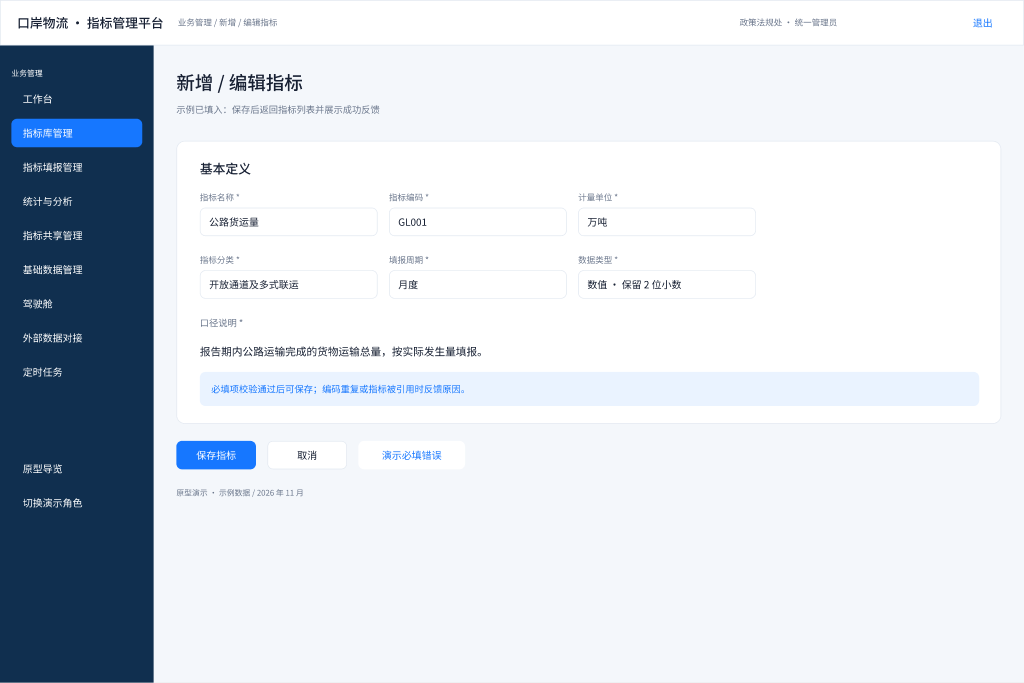 口岸物流 · 指标管理平台
业务管理 / 新增 / 编辑指标
政策法规处 · 统一管理员
退出
业务管理
工作台
指标库管理
指标填报管理
统计与分析
指标共享管理
基础数据管理
驾驶舱
外部数据对接
定时任务
原型导览
切换演示角色
新增 / 编辑指标
示例已填入：保存后返回指标列表并展示成功反馈
基本定义
指标名称 *
指标编码 *
计量单位 *
公路货运量
GL001
万吨
指标分类 *
填报周期 *
数据类型 *
开放通道及多式联运
月度
数值 · 保留 2 位小数
口径说明 *
报告期内公路运输完成的货物运输总量，按实际发生量填报。
必填项校验通过后可保存；编码重复或指标被引用时反馈原因。
保存指标
取消
演示必填错误
原型演示 · 示例数据 / 2026 年 11 月